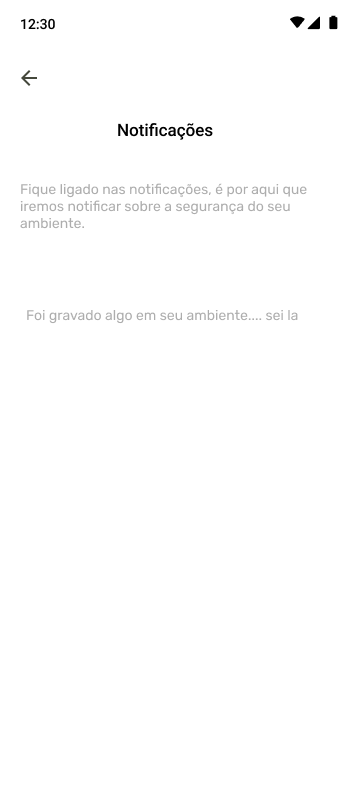 12:30
Notificações
Fique ligado nas notificações, é por aqui que
iremos notificar sobre a segurança do seu
ambiente.
Foi gravado algo em seu ambiente.... sei la